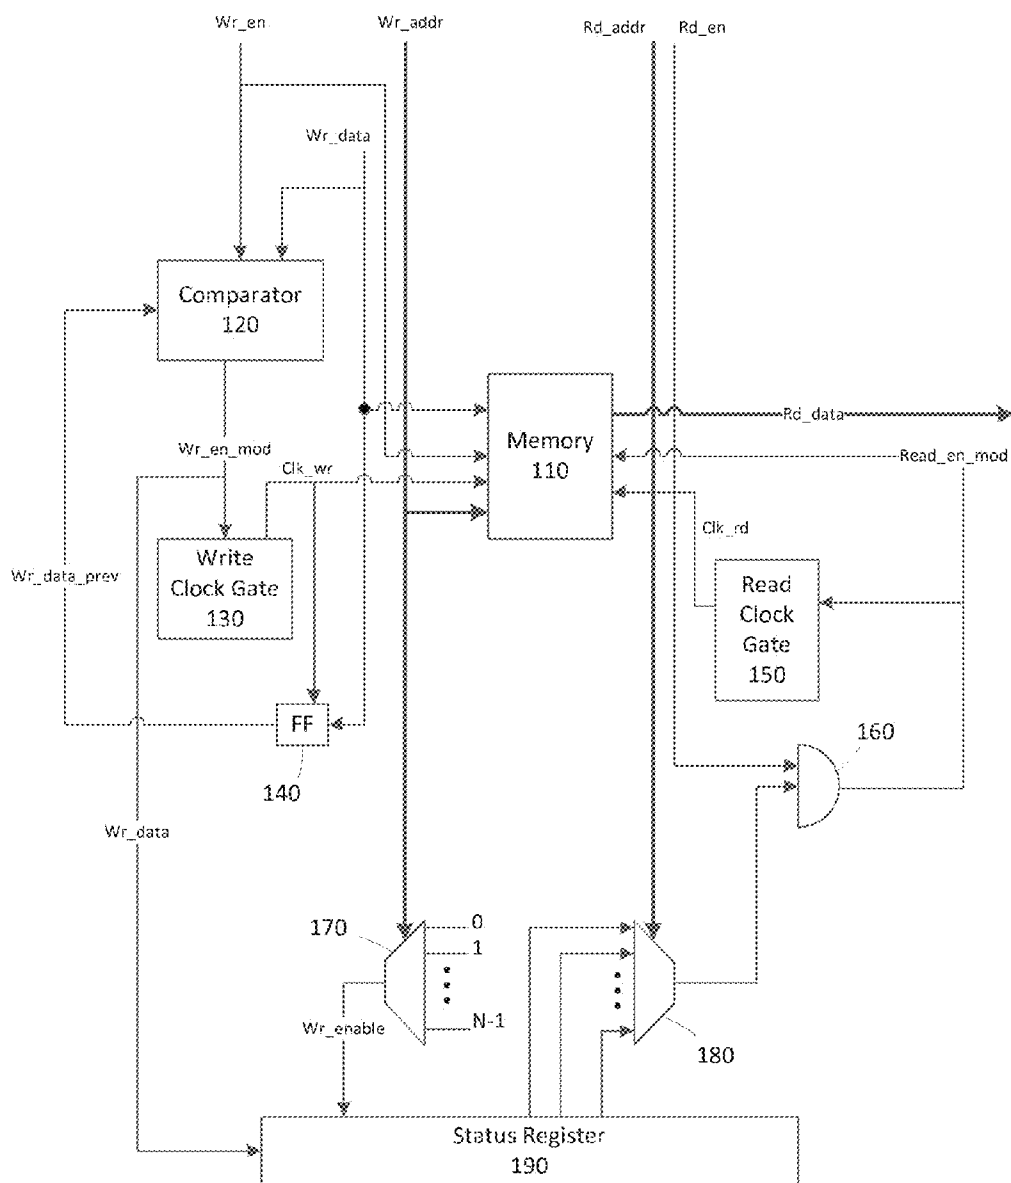 Wr_en
Wr_addr
Rd_addr
Rd_en
Wr_data
Comparator
120
Memory
110
Rd_data
Wr_en_mod
Clk_wr
Read_en_mod
Clk_rd
Write
Clock Gate
130
Wr_data_prev
Read
Clock
Gate
150
FF
140
160
Wr_data
170
0
1
N-1
Wr_enable
180
Status Register
190